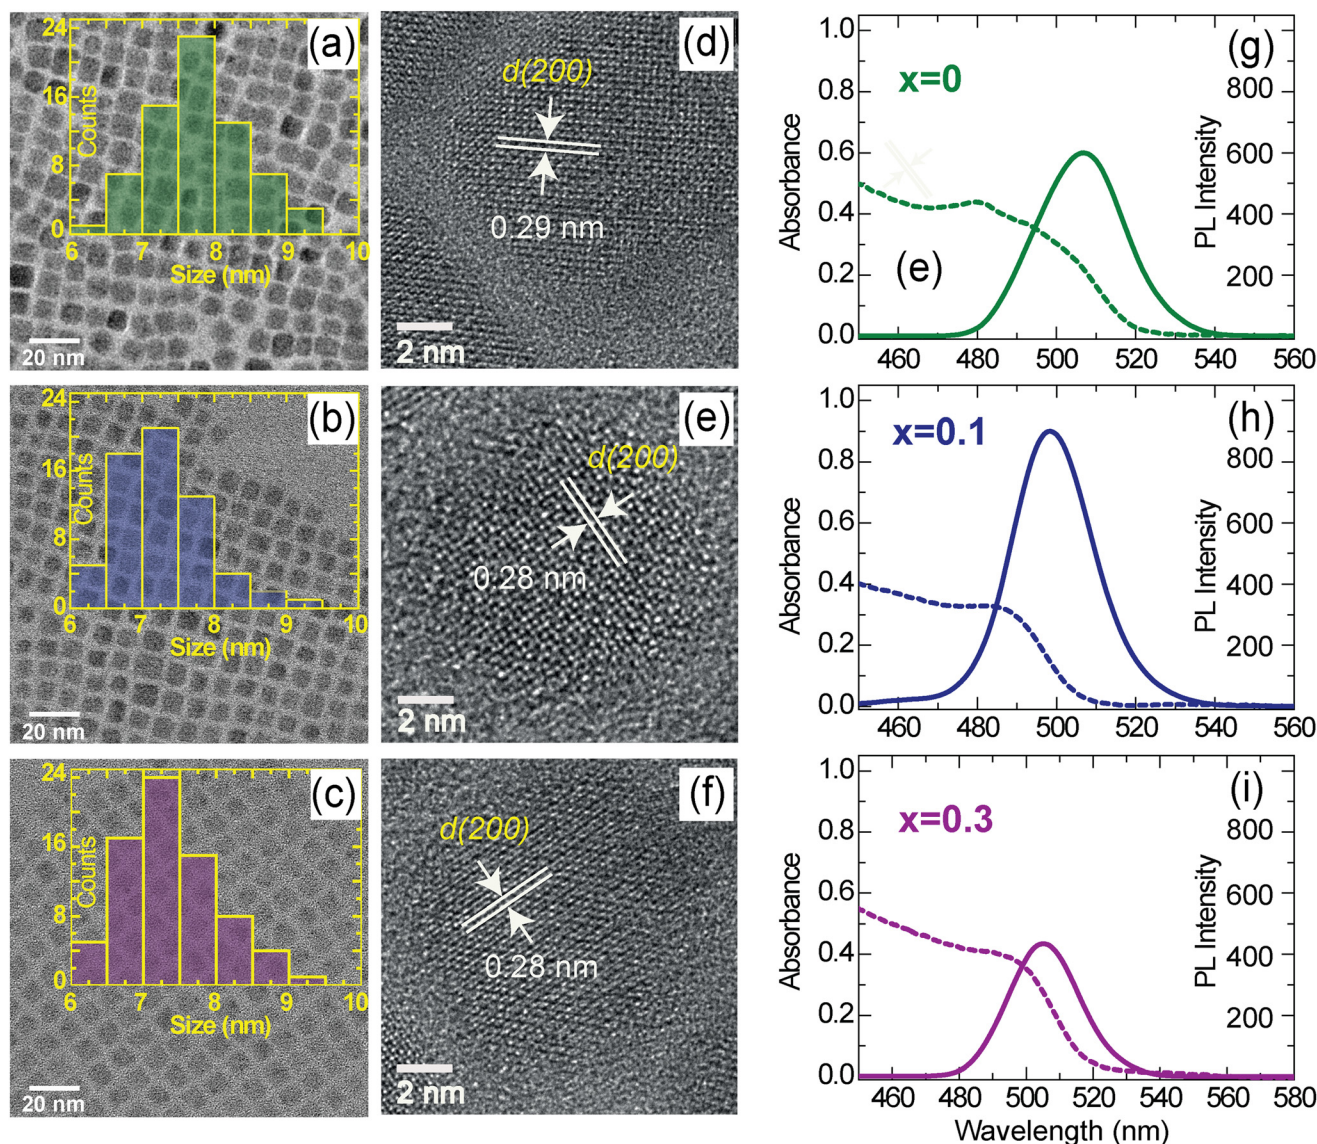 (a)
24
16
8
0
Counts
6 7 8 9 10
Size (nm)
20 nm
(d)
d(200)
0.29 nm
2 nm
(g)
x=0
1.0
0.8
0.6
0.4
0.2
0.0
Absorbance
(e)
PL Intensity
800
600
400
200
460 480 500 520 540 560
(b)
24
16
8
0
Counts
6 7 8 9 10
Size (nm)
20 nm
(e)
d(200)
0.28 nm
2 nm
(h)
x=0.1
1.0
0.8
0.6
0.4
0.2
0.0
Absorbance
PL Intensity
800
600
400
200
460 480 500 520 540 560
(c)
24
16
8
0
Counts
6 7 8 9 10
Size (nm)
20 nm
(f)
d(200)
0.28 nm
2 nm
(i)
x=0.3
1.0
0.8
0.6
0.4
0.2
0.0
Absorbance
PL Intensity
800
600
400
200
460 480 500 520 540 560 580
Wavelength (nm)